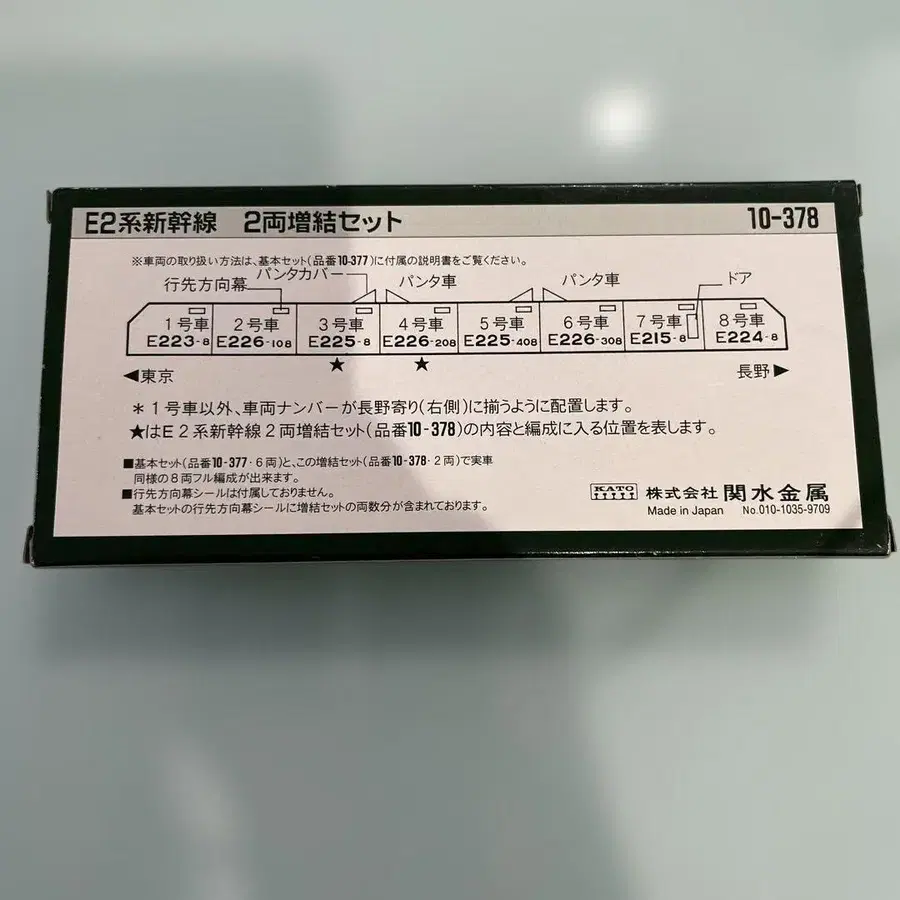 E2系新幹線 2両増結セット 10-378
※車両の取り扱い方法は、基本セット(品番10-377)に付属の説明書をご覧ください。
行先方向幕 パンタカバー パンタ車 パンタ車 ドア
1号車 2号車 3号車 4号車 5号車 6号車 7号車 8号車
E223-8 E226-108 E225-8 E226-208 E225-408 E226-308 E215-8 E224-8
★ ★
◀東京 長野▶
*1号車以外、車両ナンバーが長野寄り(右側)に揃うように配置します。
★はE2系新幹線2両増結セット(品番10-378)の内容と編成に入る位置を表します。
■基本セット(品番10-377・6両)と、この増結セット(品番10-378・2両)で実車
同様の8両フル編成が出来ます。
■行先方向幕シールは付属しておりません。
基本セットの行先方向幕シールに増結セットの両数分が含まれております。
KATO 株式会社 関水金属
Made in Japan No.010-1035-9709